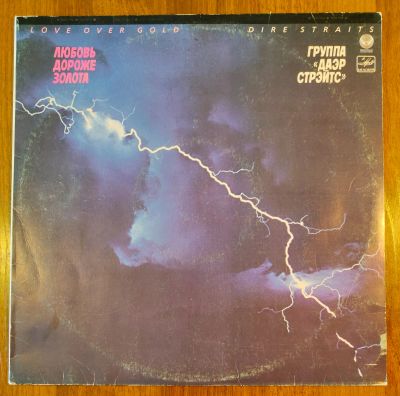 LOVE OVER GOLD
DIRE STRAITS
ЛЮБОВЬ
ДОРОЖЕ
ЗОЛОТА
ГРУППА
«ДАЭР
СТРЭЙТС»